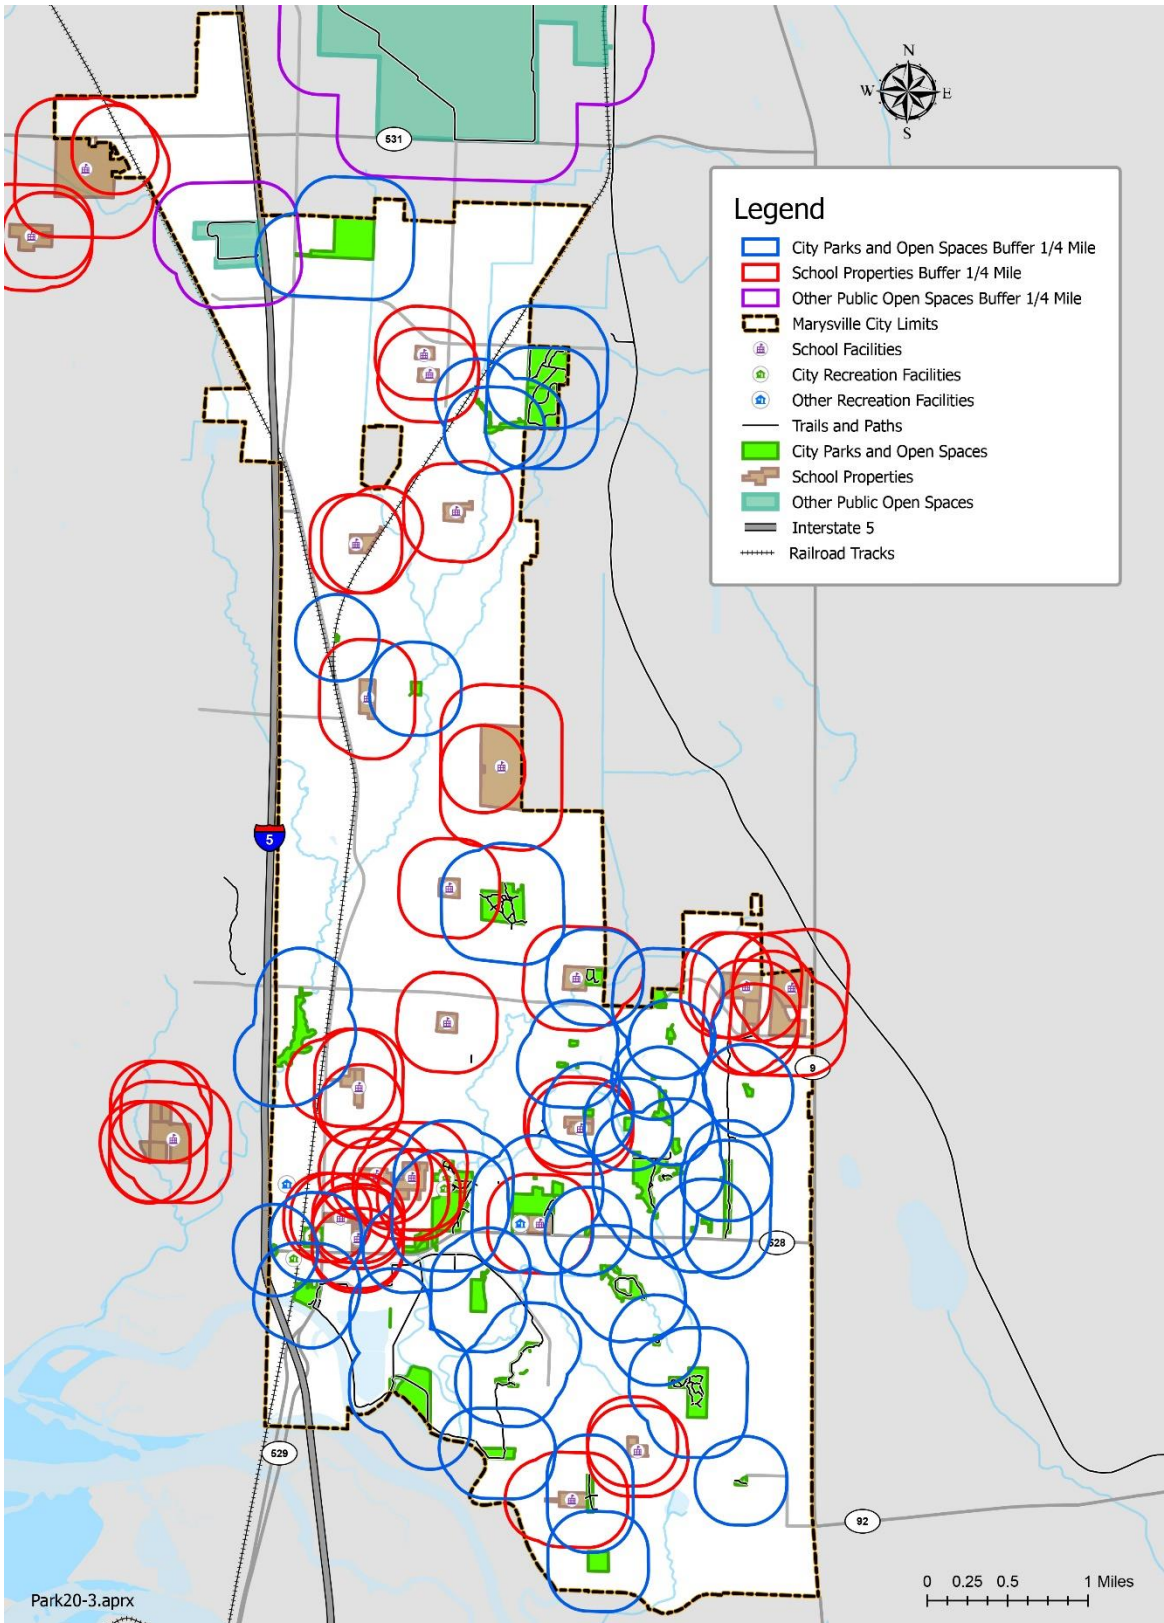 N
W E
S
531
Legend
City Parks and Open Spaces Buffer 1/4 Mile
School Properties Buffer 1/4 Mile
Other Public Open Spaces Buffer 1/4 Mile
Marysville City Limits
School Facilities
City Recreation Facilities
Other Recreation Facilities
Trails and Paths
City Parks and Open Spaces
School Properties
Other Public Open Spaces
Interstate 5
Railroad Tracks
5
9
528
529
92
0 0.25 0.5 1 Miles
Park20-3.aprx